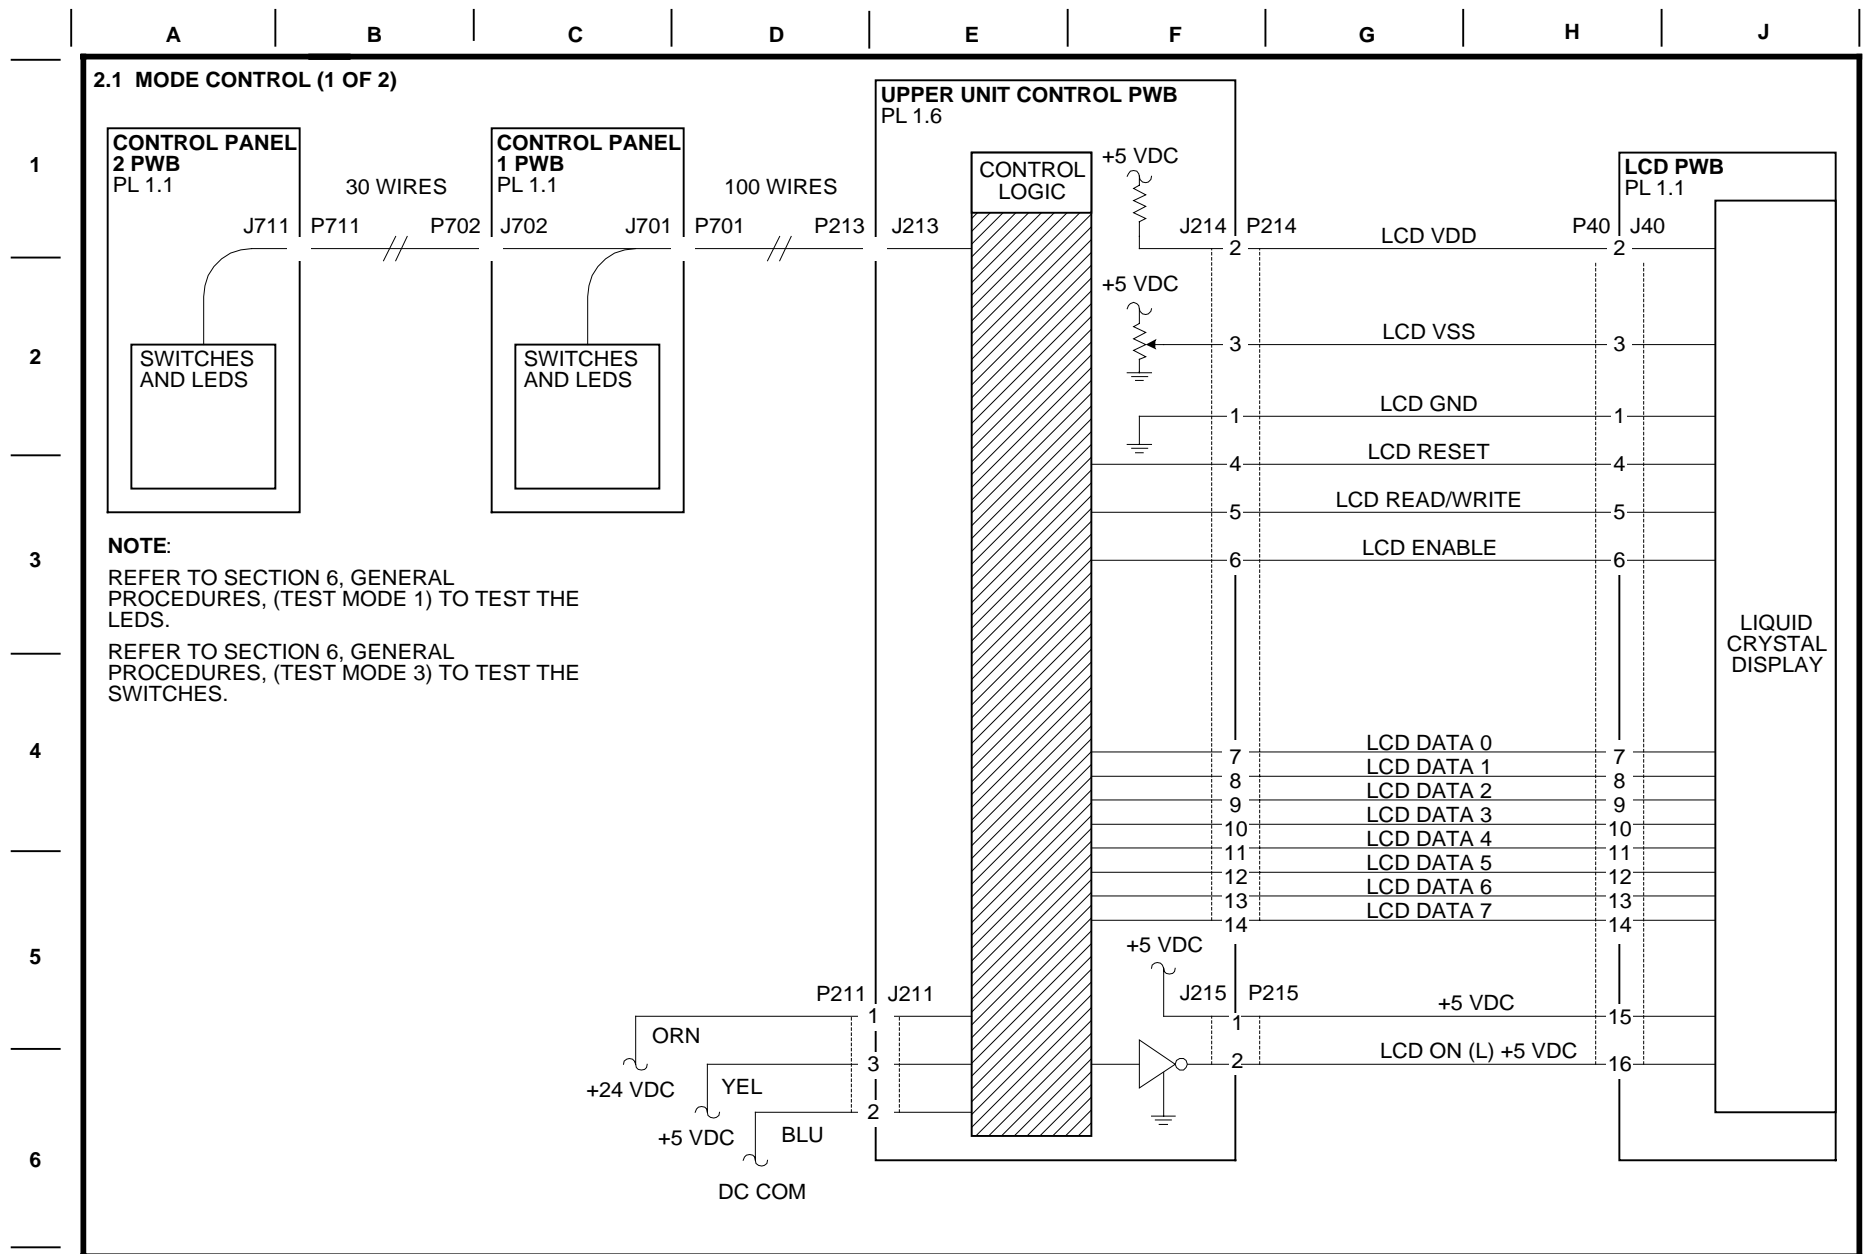 A B C D E F G H J
2.1 MODE CONTROL (1 OF 2)
UPPER UNIT CONTROL PWB
PL 1.6
CONTROL PANEL
2 PWB
PL 1.1
CONTROL PANEL
1 PWB
PL 1.1
CONTROL
LOGIC
+5 VDC
LCD PWB
PL 1.1
1
30 WIRES
100 WIRES
J711 P711 P702 J702 J701 P701 P213 J213
J214 P214
2
LCD VDD
P40 J40
2
+5 VDC
2
SWITCHES
AND LEDS
SWITCHES
AND LEDS
3 LCD VSS 3
1 LCD GND 1
4 LCD RESET 4
5 LCD READ/WRITE 5
3
6 LCD ENABLE 6
NOTE:
REFER TO SECTION 6, GENERAL
PROCEDURES, (TEST MODE 1) TO TEST THE
LEDS.
REFER TO SECTION 6, GENERAL
PROCEDURES, (TEST MODE 3) TO TEST THE
SWITCHES.
LIQUID
CRYSTAL
DISPLAY
4
7 LCD DATA 0 7
8 LCD DATA 1 8
9 LCD DATA 2 9
10 LCD DATA 3 10
11 LCD DATA 4 11
12 LCD DATA 5 12
13 LCD DATA 6 13
14 LCD DATA 7 14
5
+5 VDC
P211 J211
J215 P215
1
ORN
+24 VDC
1 +5 VDC 15
3
YEL
+5 VDC
2 LCD ON (L) +5 VDC 16
2
BLU
DC COM
6